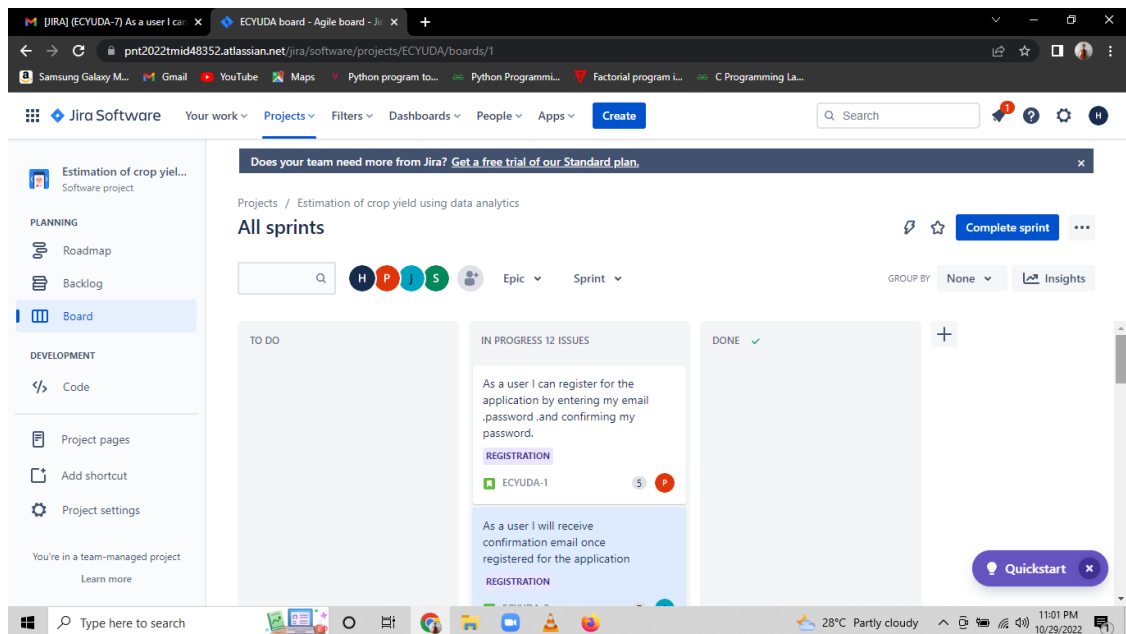 [JIRA] (ECYUDA-7) As a user I can
ECYUDA board - Agile board - Jir
pnt2022tmid48352.atlassian.net/jira/software/projects/ECYUDA/boards/1
Samsung Galaxy M... Gmail YouTube Maps Python program to... Python Programmi... Factorial program i... C Programming La...
Jira Software Your work Projects Filters Dashboards People Apps Create Search 1 H
Does your team need more from Jira? Get a free trial of our Standard plan.
Estimation of crop yiel...
Software project
PLANNING
Roadmap
Backlog
Board
DEVELOPMENT
Code
Project pages
Add shortcut
Project settings
You're in a team-managed project
Learn more
Projects / Estimation of crop yield using data analytics
All sprints
Complete sprint
H P J S Epic Sprint GROUP BY None Insights
TO DO
IN PROGRESS 12 ISSUES
As a user I can register for the
application by entering my email
,password ,and confirming my
password.
REGISTRATION
ECYUDA-1 5 P
As a user I will receive
confirmation email once
registered for the application
REGISTRATION
DONE
Quickstart
Type here to search
28°C Partly cloudy
11:01 PM
10/29/2022